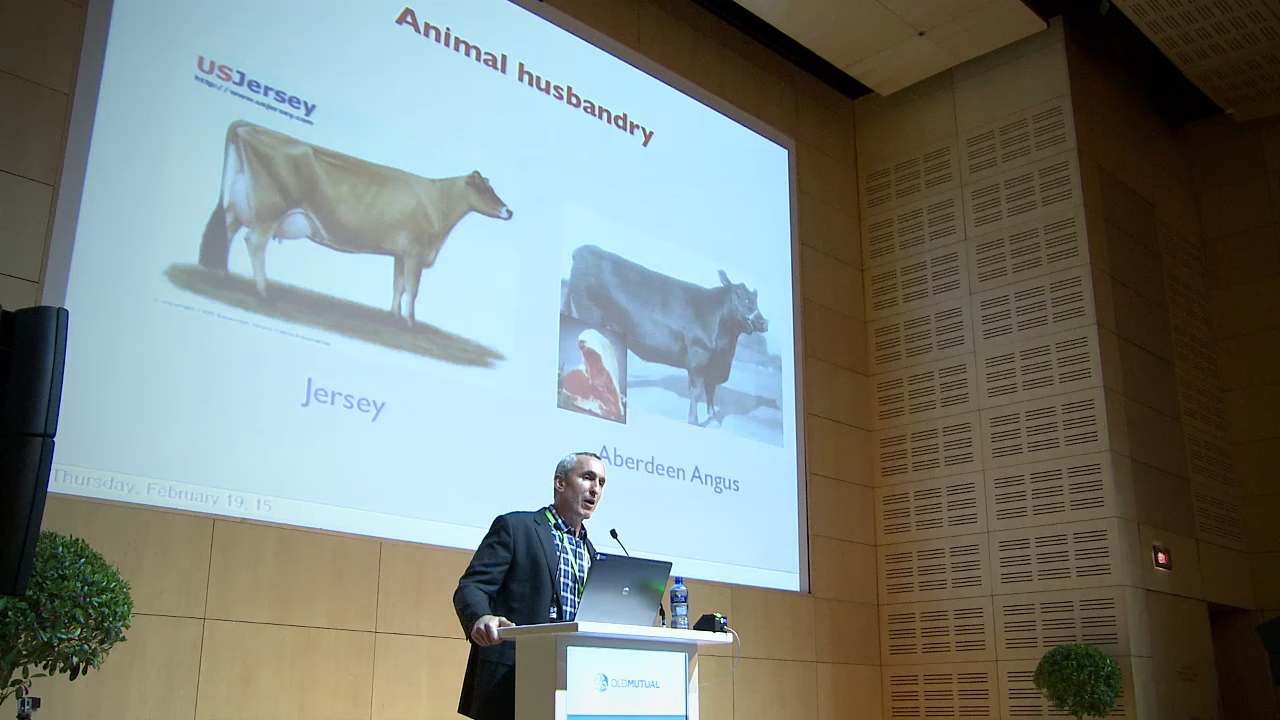 Animal husbandry
USJersey
http://www.usjersey.com
Jersey
Aberdeen Angus
Thursday, February 19, 15
OLDMUTUAL